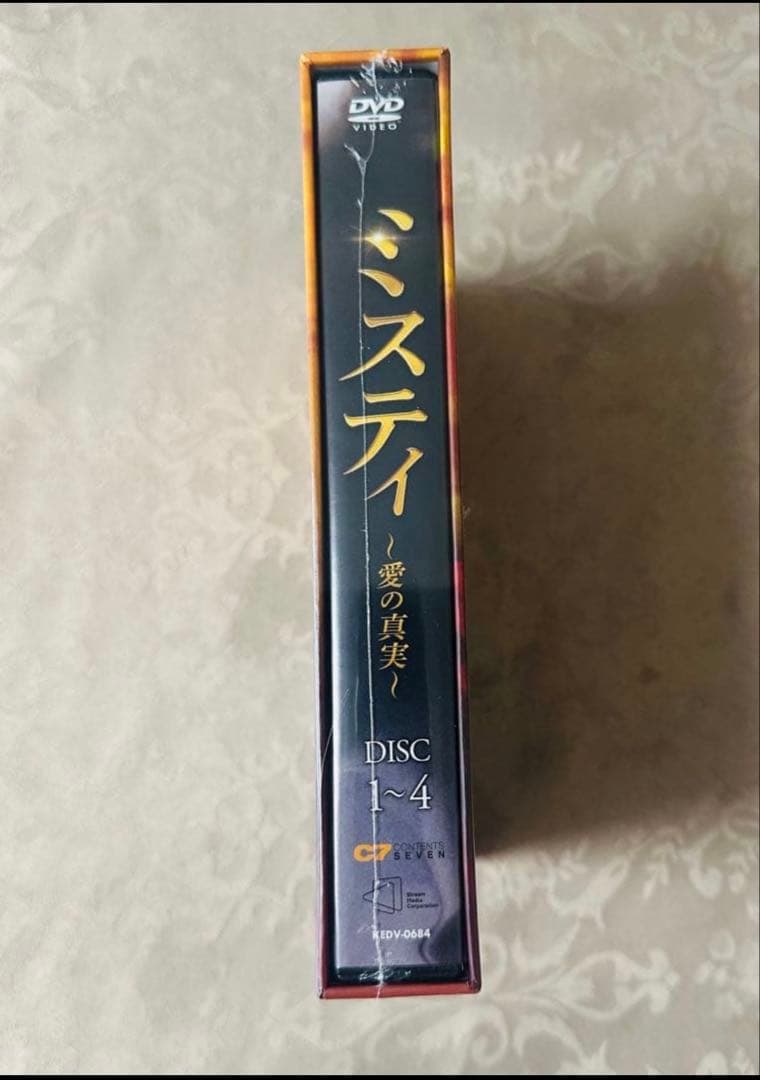 DVD
VIDEO
ミスティ
～愛の真実～
DISC
1～4
C7 CONTENTS
SEVEN
Stream
Media
Corporation
KEDV-0684